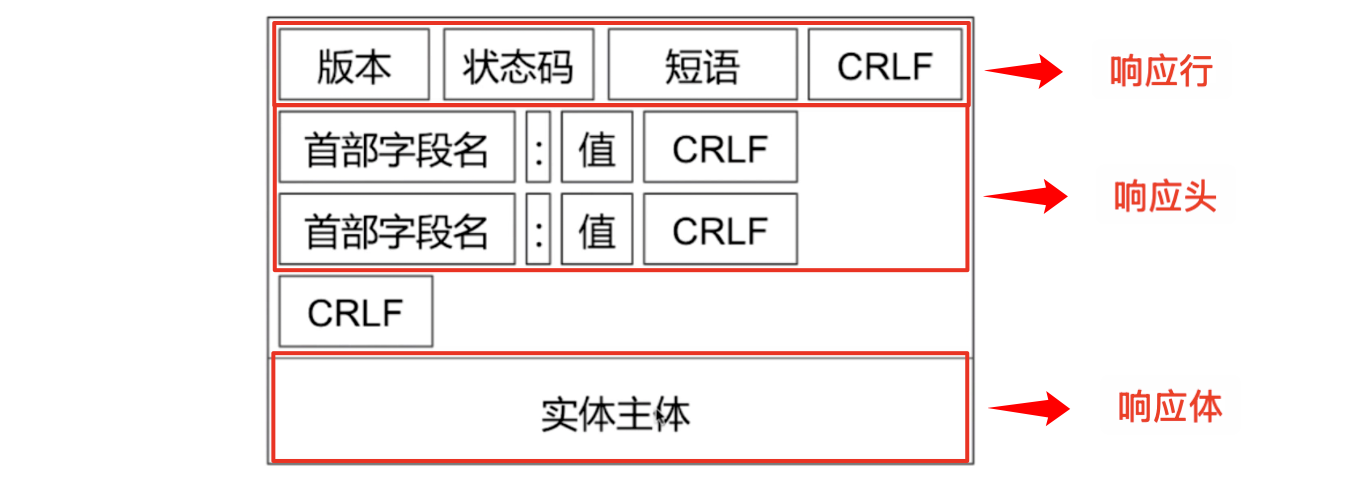 版本 状态码 短语 CRLF 响应行
首部字段名 : 值 CRLF
响应头
首部字段名 : 值 CRLF
CRLF
实体主体 响应体